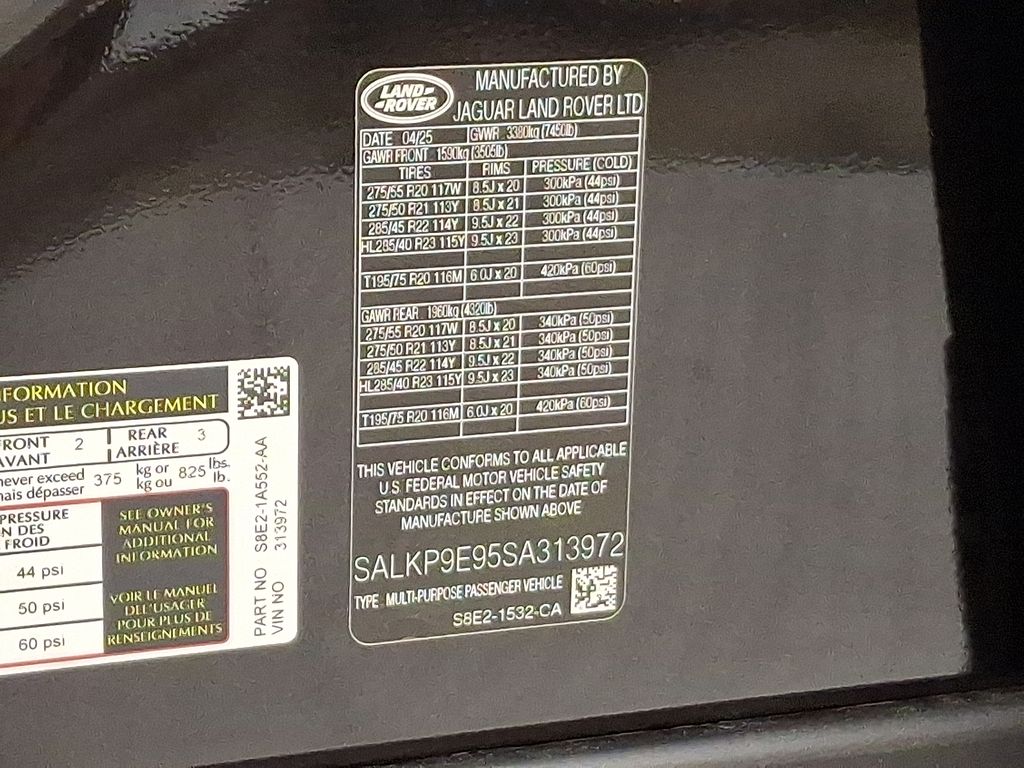 LAND-
-ROVER
MANUFACTURED BY
JAGUAR LAND ROVER LTD
DATE 04/25 GVWR 3380kg (7450lb)
GAWR FRONT 1590kg (3505lb)
TIRES RIMS PRESSURE (COLD)
275/55 R20 117W 8.5J x 20 300kPa (44psi)
275/50 R21 113Y 8.5J x 21 300kPa (44psi)
285/45 R22 114Y 9.5J x 22 300kPa (44psi)
HL285/40 R23 115Y 9.5J x 23 300kPa (44psi)
T195/75 R20 116M 6.0J x 20 420kPa (60psi)
GAWR REAR 1960kg (4320lb)
275/55 R20 117W 8.5J x 20 340kPa (50psi)
275/50 R21 113Y 8.5J x 21 340kPa (50psi)
285/45 R22 114Y 9.5J x 22 340kPa (50psi)
HL285/40 R23 115Y 9.5J x 23 340kPa (50psi)
T195/75 R20 116M 6.0J x 20 420kPa (60psi)
THIS VEHICLE CONFORMS TO ALL APPLICABLE
U.S. FEDERAL MOTOR VEHICLE SAFETY
STANDARDS IN EFFECT ON THE DATE OF
MANUFACTURE SHOWN ABOVE
SALKP9E95SA313972
TYPE MULTI-PURPOSE PASSENGER VEHICLE
S8E2-1532-CA
NFORMATION
US ET LE CHARGEMENT
FRONT 2 REAR 3
AVANT ARRIÈRE
never exceed 375 kg or 825 lbs.
mais dépasser kg ou lb.
PRESSURE
N DES
FROID
44 psi
50 psi
60 psi
SEE OWNER'S
MANUAL FOR
ADDITIONAL
INFORMATION
VOIR LE MANUEL
DE L'USAGER
POUR PLUS DE
RENSEIGNEMENTS
PART NO S8E2-1A552-AA
VIN NO 313972